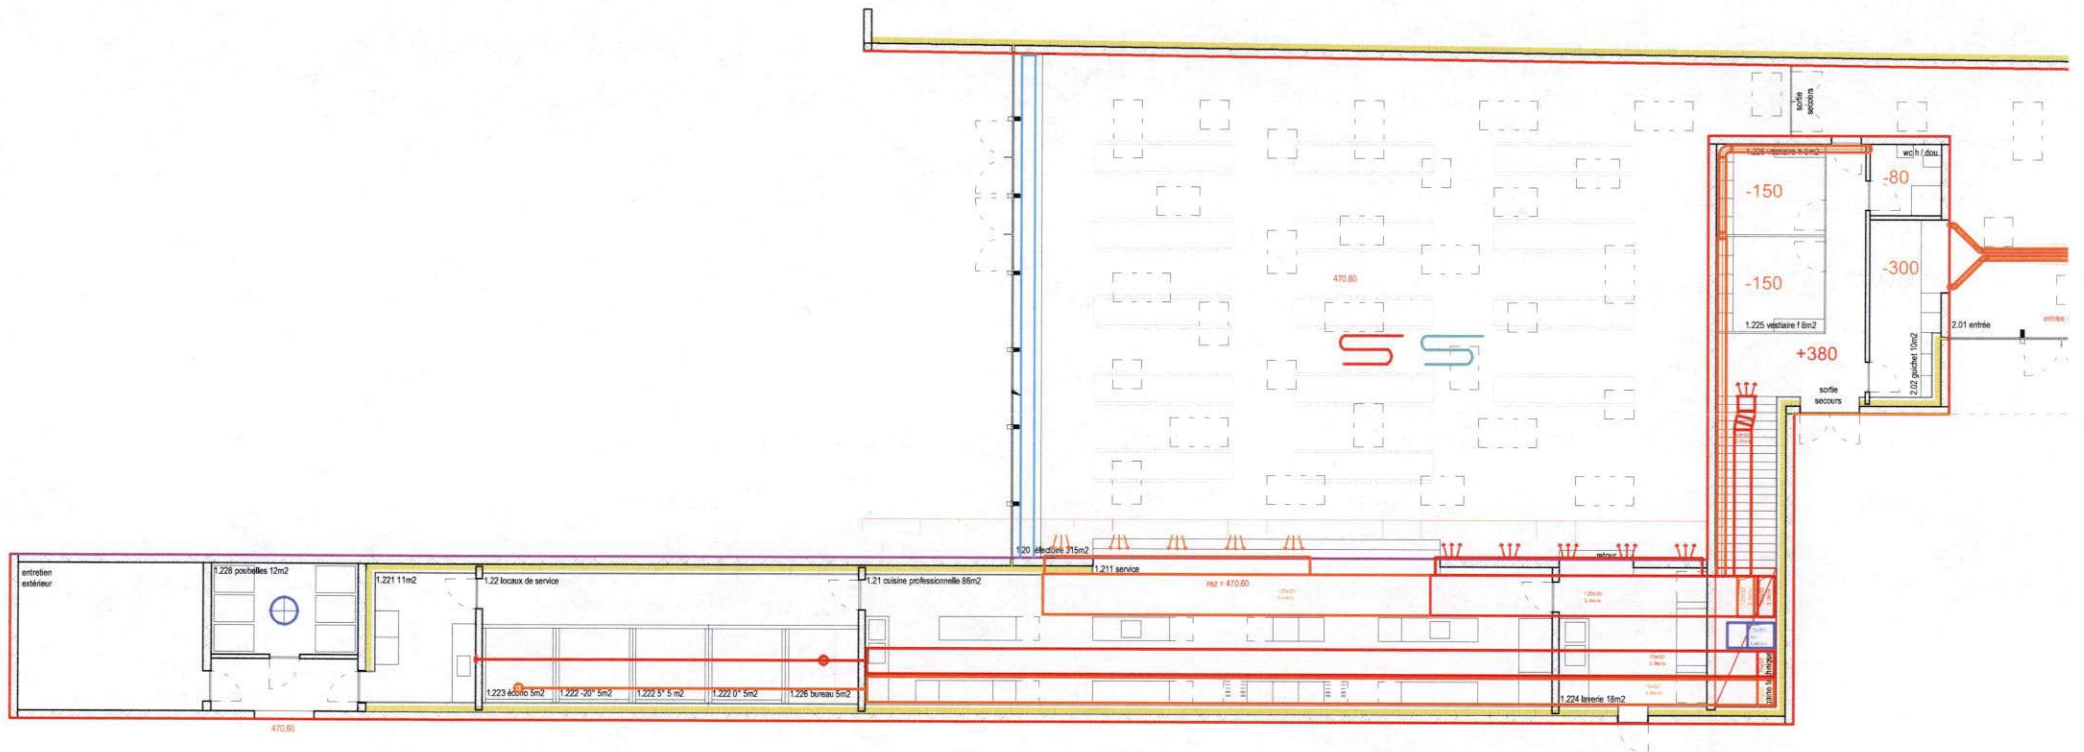 sortie
secours
1.226 vestiaire h 8m2
wc h / dou.
-150
-80
-150
-300
470.60
1.225 vestiaire f 8m2
2.01 entrée
entrée
+380
2.02 guichet 10m2
sortie
secours
1.20 réfectoire 315m2
retour
entretien
extérieur
1.228 poubelles 12m2
1.221 11m2
1.22 locaux de service
1.21 cuisine professionnelle 86m2
1.211 service
rez = 470.60
1.223 écono 5m2
1.222 -20° 5m2
1.222 5° 5 m2
1.222 0° 5m2
1.226 bureau 5m2
1.224 laverie 18m2
gaine technique
470.60